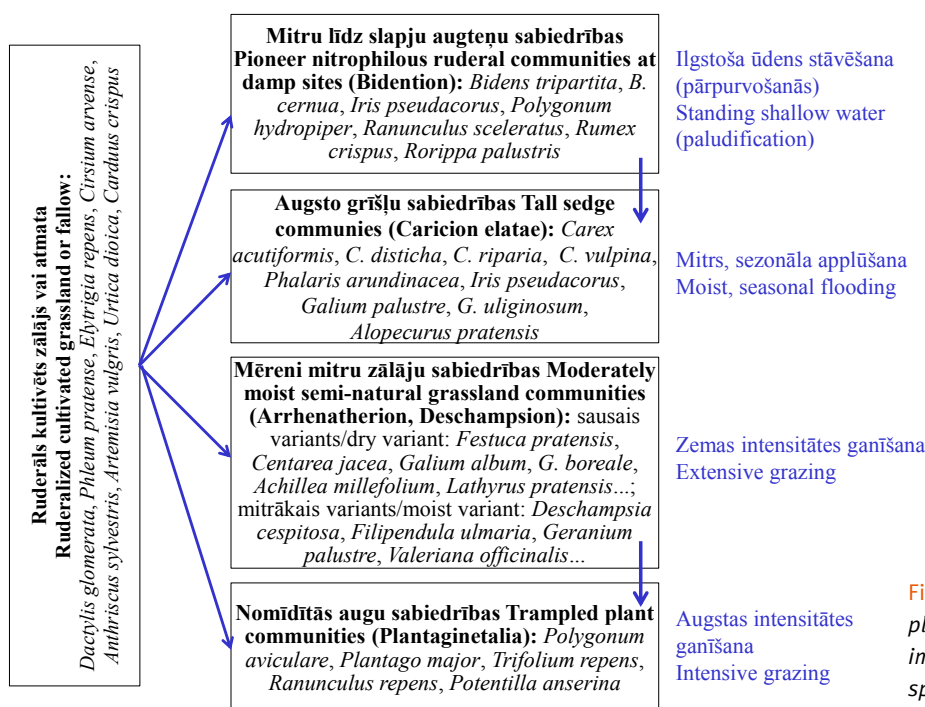 Ruderāls kultivēts zālājs vai atmata
Ruderalized cultivated grassland or fallow:
Dactylis glomerata, Pheum pratense, Elytrigia repens, Cirsium arvense,
Anthriscus sylvestris, Artemisia vulgris, Urtica dioica, Carduus crispus
Mitru līdz slapju augteņu sabiedrības
Pioneer nitrophilous ruderal communities at
damp sites (Bidention): Bidens tripartita, B.
cernua, Iris pseudacorus, Polygonum
hydropiper, Ranunculus sceleratus, Rumex
crispus, Rorippa palustris
Ilgstoša ūdens stāvēšana
(pārpurvošanās)
Standing shallow water
(paludification)
Augsto grīšļu sabiedrības Tall sedge
communies (Caricion elatae): Carex
acutiformis, C. disticha, C. riparia, C. vulpina,
Phalaris arundinacea, Iris pseudacorus,
Galium palustre, G. uliginosum,
Alopecurus pratensis
Mitrs, sezonāla applūšana
Moist, seasonal flooding
Mēreni mitru zālāju sabiedrības Moderately
moist semi-natural grassland communities
(Arrhenatherion, Deschampsion): sausais
variants/dry variant: Festuca pratensis,
Centarea jacea, Galium album, G. boreale,
Achillea millefolium, Lathyrus pratensis...;
mitrākais variants/moist variant: Deschampsia
cespitosa, Filipendula ulmaria, Geranium
palustre, Valeriana officinalis...
Zemas intensitātes ganīšana
Extensive grazing
Nomīdītās augu sabiedrības Trampled plant
communities (Plantaginetalia): Polygonum
aviculare, Plantago major, Trifolium repens,
Ranunculus repens, Potentilla anserina
Augstas intensitātes
ganīšana
Intensive grazing
Fi
pl
im
sp